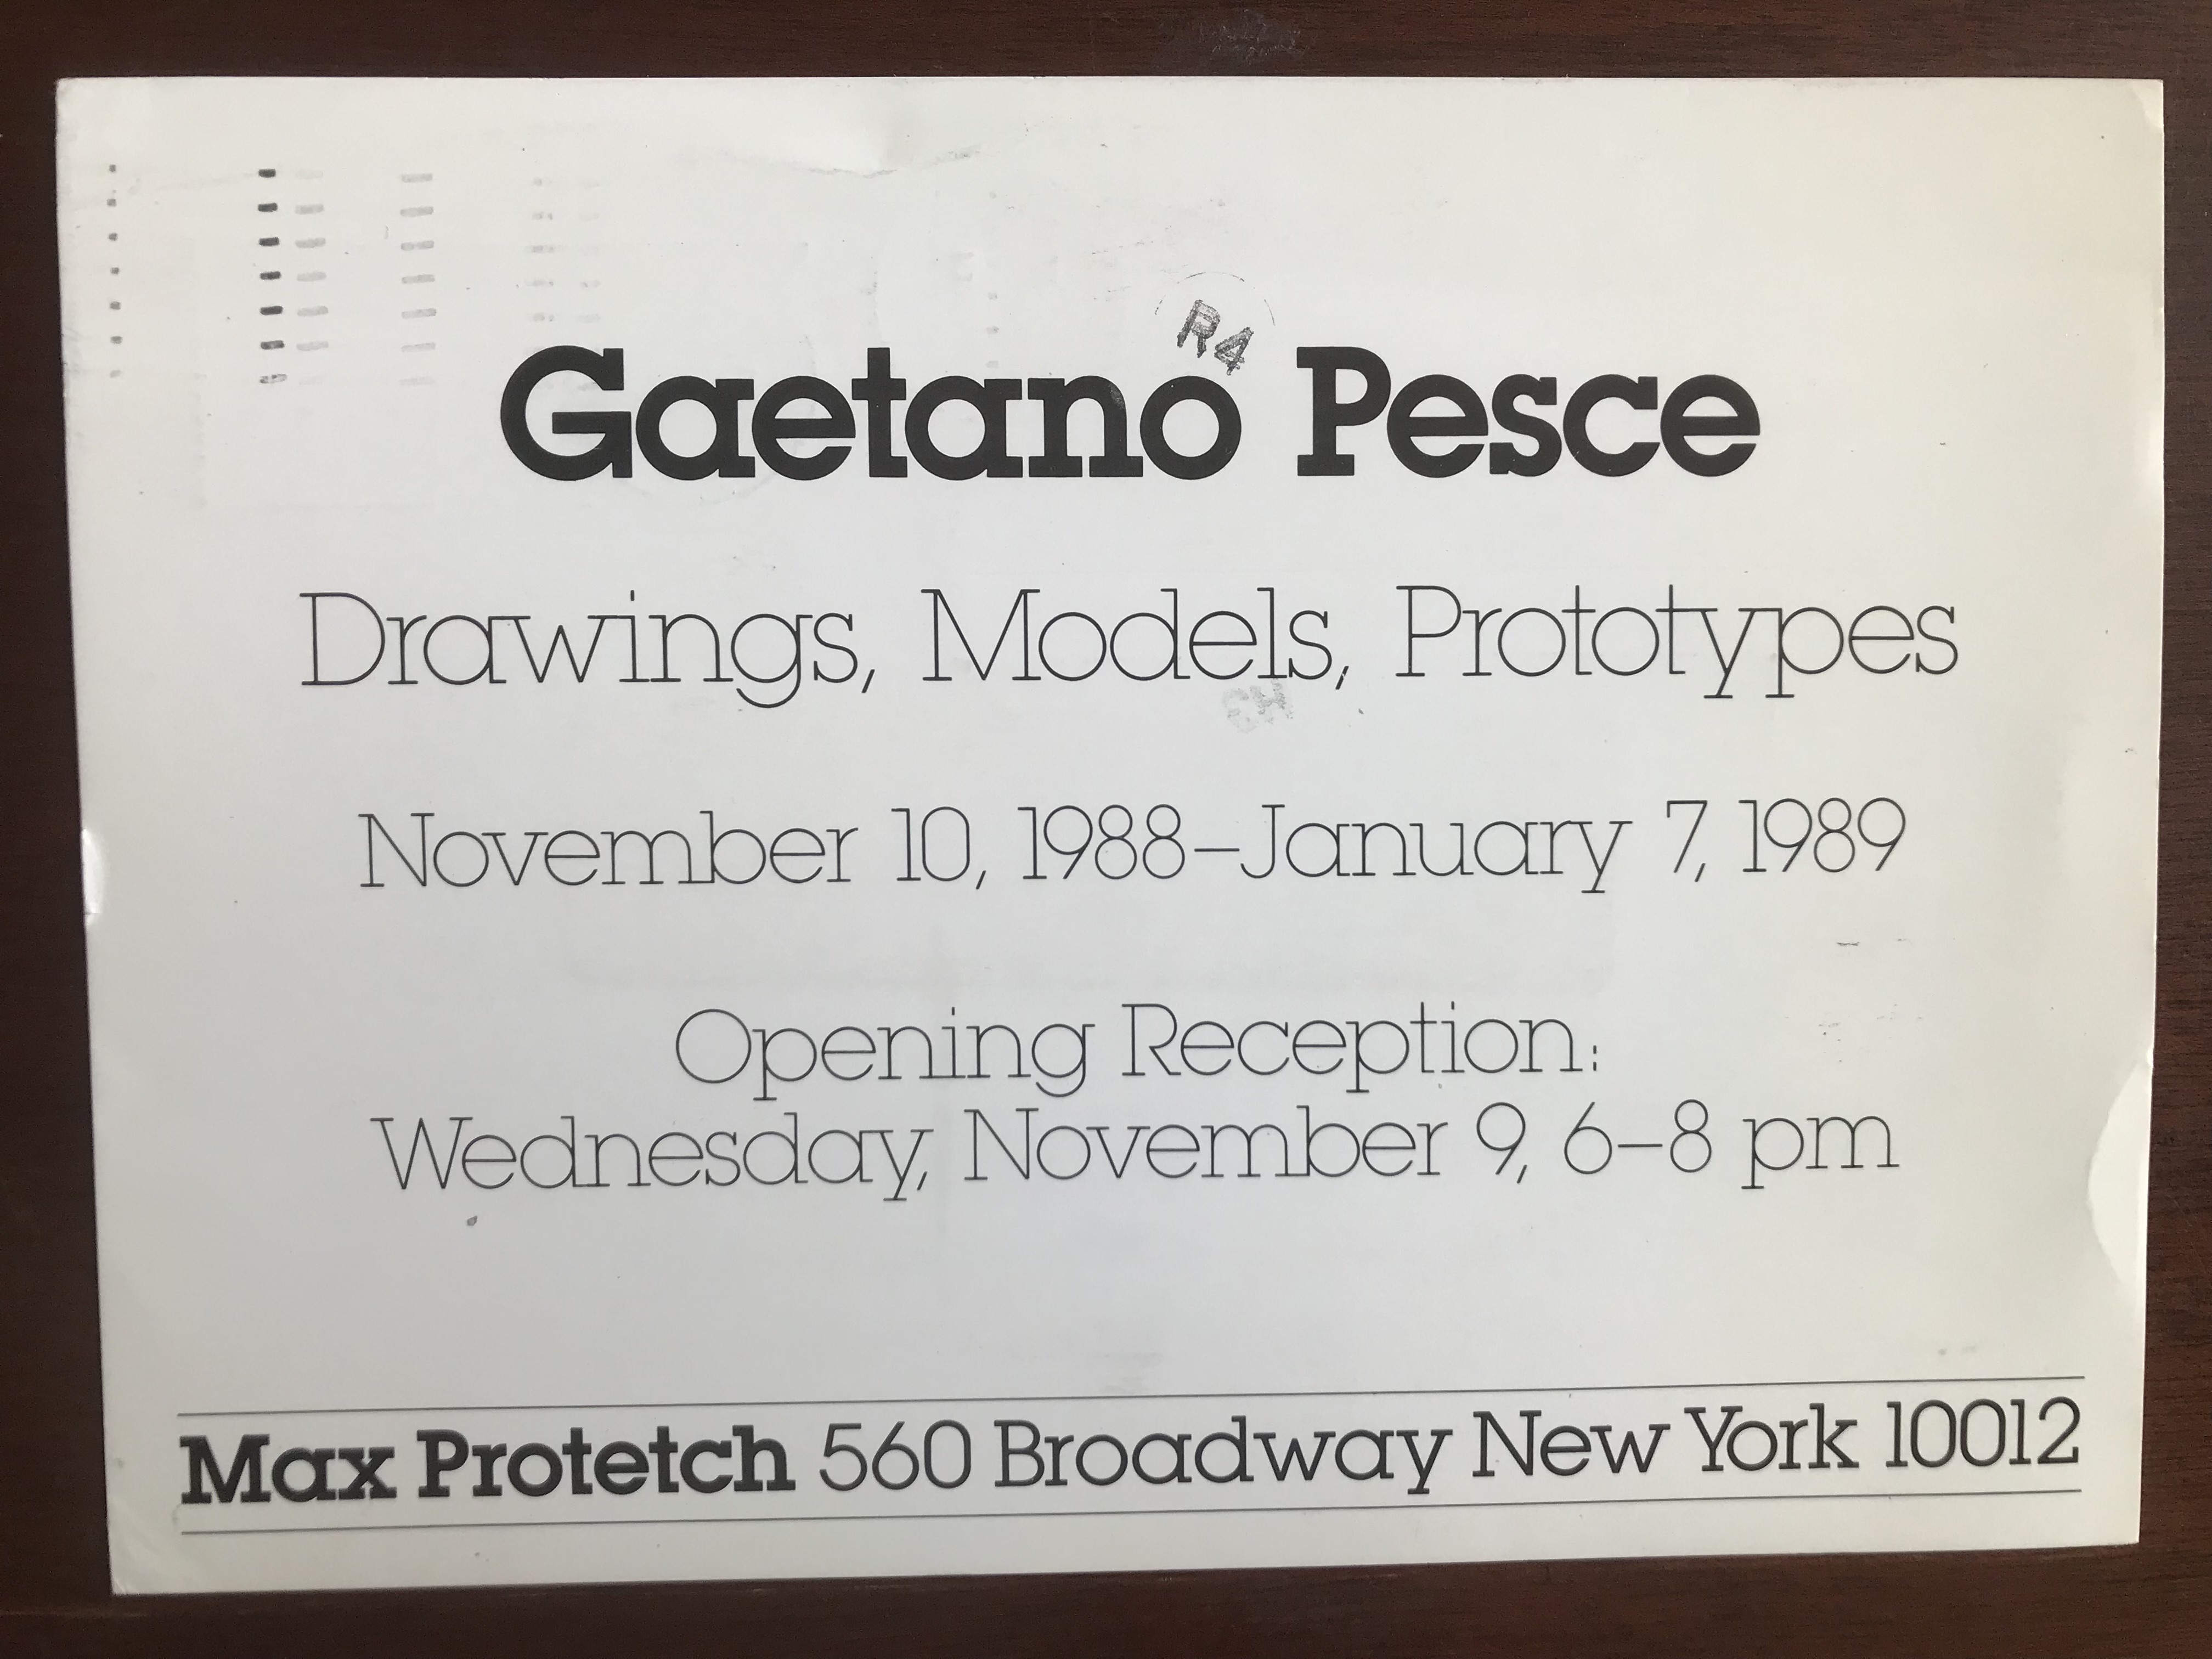 R4
Gaetano Pesce
Drawings, Models, Prototypes
November 10, 1988–January 7, 1989
Opening Reception:
Wednesday, November 9, 6–8 pm
Max Protetch 560 Broadway New York 10012